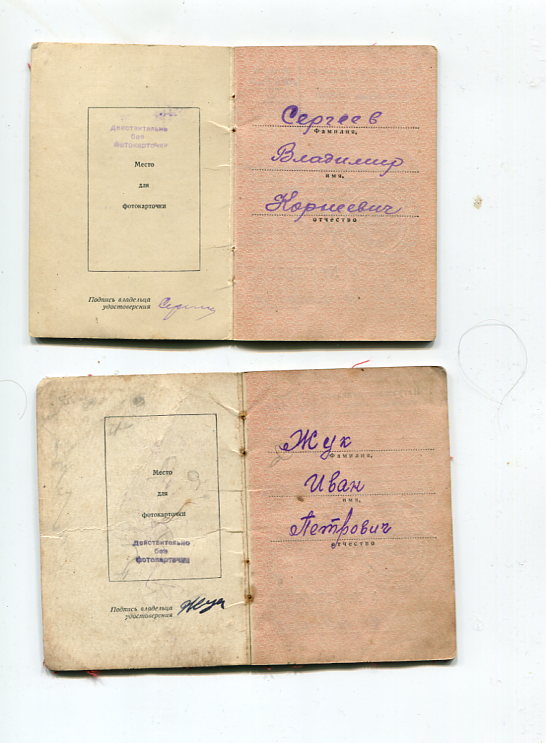 Действительно
без
фотокарточки
Место
для
фотокарточки
Подпись владельца
удостоверения
Сергеев
Фамилия,
Владимир
имя,
Корнеевич
отчество
Место
для
фотокарточки
Действительно
без
фотокарточки
Подпись владельца
удостоверения
Жук
Жук
Фамилия,
Иван
имя,
Петрович
отчество